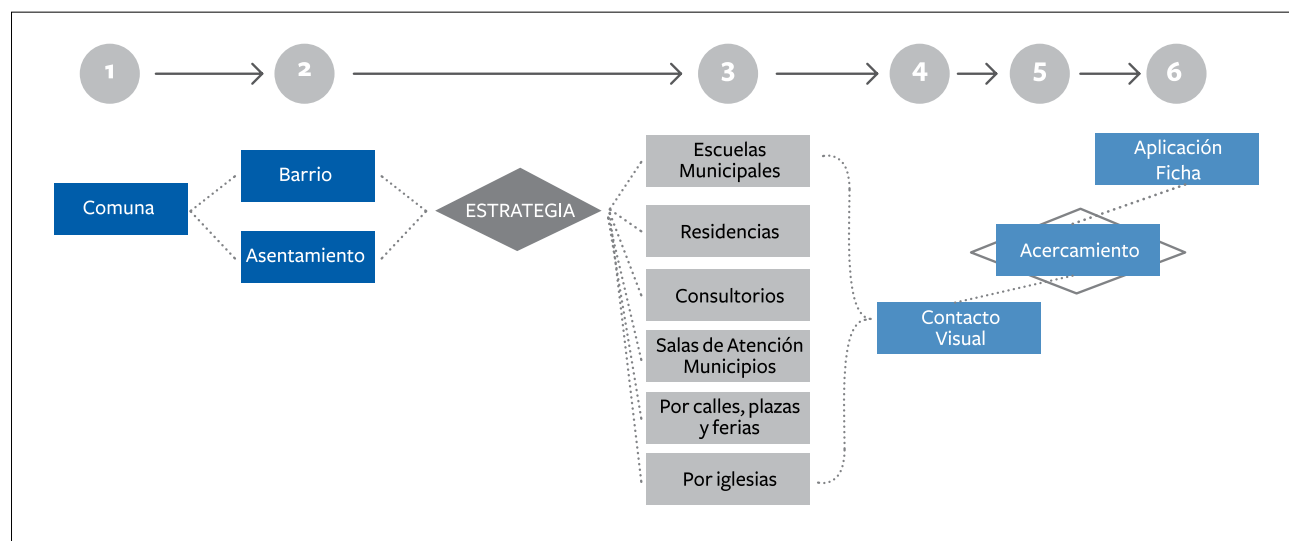 1
2
3
4
5
6
Comuna
Barrio
Asentamiento
ESTRATEGIA
Escuelas
Municipales
Residencias
Consultorios
Salas de Atención
Municipios
Por calles, plazas
y ferias
Por iglesias
Contacto
Visual
Acercamiento
Aplicación
Ficha